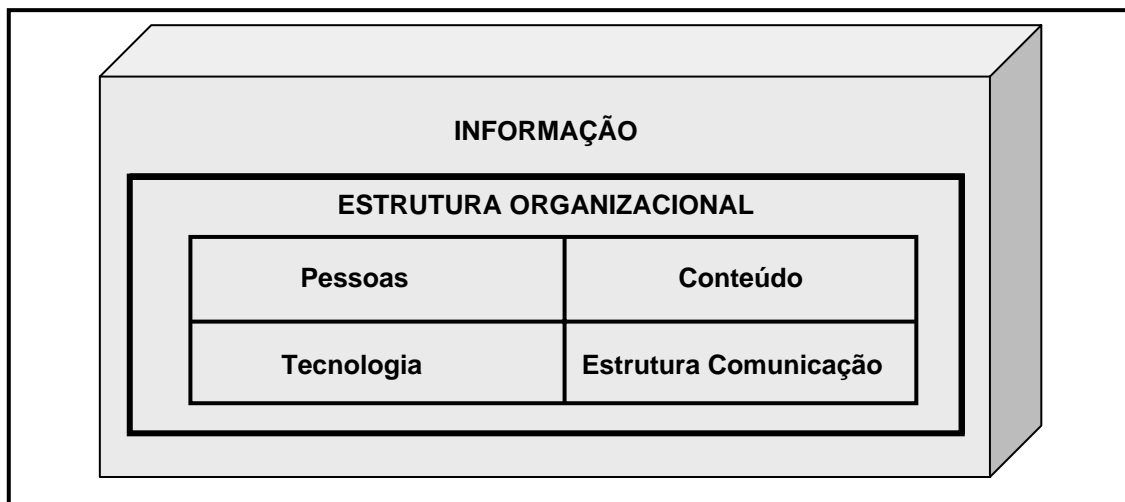 INFORMAÇÃO
ESTRUTURA ORGANIZACIONAL
Pessoas
Conteúdo
Tecnologia
Estrutura Comunicação